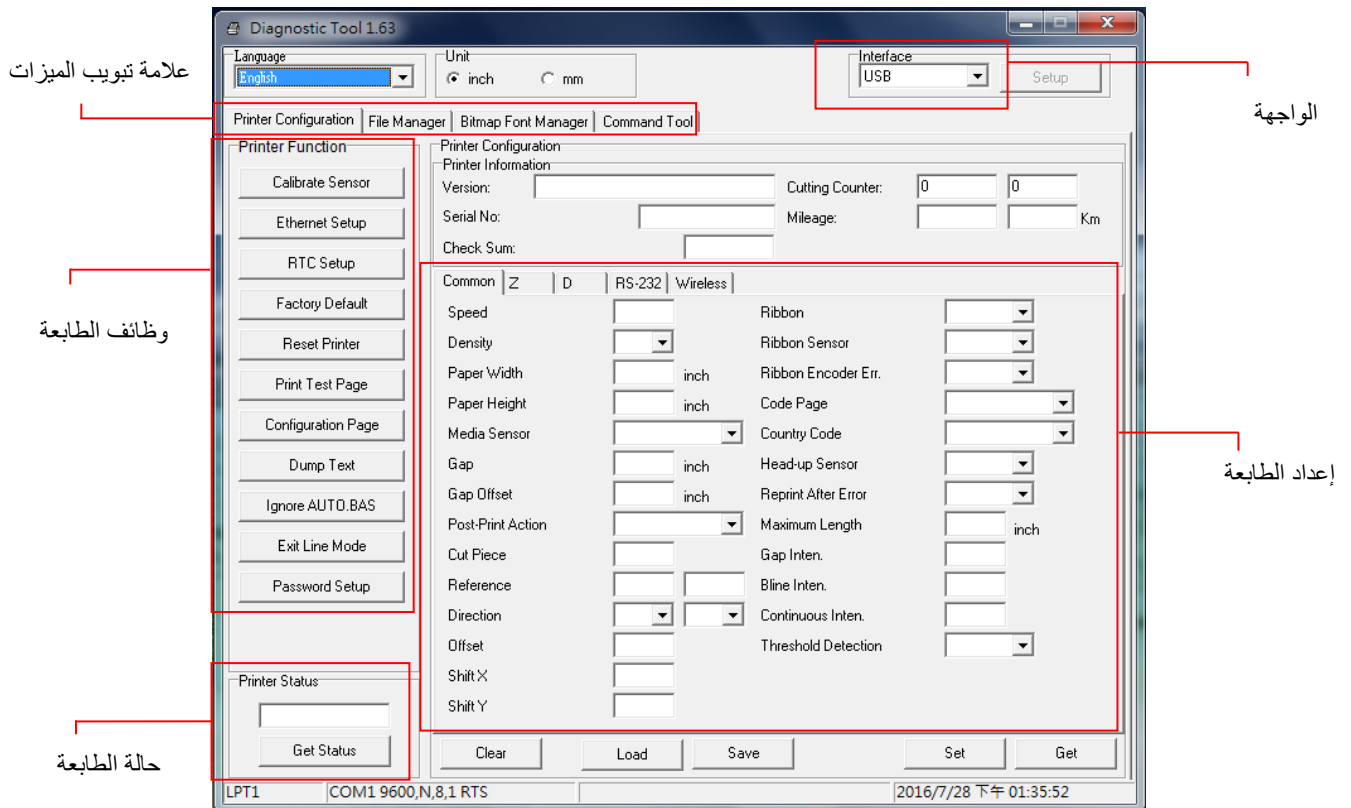 Diagnostic Tool 1.63
Language
English
Unit
inch
mm
Interface
USB
Setup
علامة تبويب الميزات
الواجهة
Printer Configuration
File Manager
Bitmap Font Manager
Command Tool
Printer Function
Calibrate Sensor
Ethernet Setup
RTC Setup
Factory Default
Reset Printer
Print Test Page
Configuration Page
Dump Text
Ignore AUTO.BAS
Exit Line Mode
Password Setup
وظائف الطابعة
Printer Configuration
Printer Information
Version:
Cutting Counter:
0
0
Serial No:
Mileage:
Km
Check Sum:
Common
Z
D
RS-232
Wireless
Speed
Density
Paper Width
inch
Paper Height
inch
Media Sensor
Gap
inch
Gap Offset
inch
Post-Print Action
Cut Piece
Reference
Direction
Offset
Shift X
Shift Y
Ribbon
Ribbon Sensor
Ribbon Encoder Err.
Code Page
Country Code
Head-up Sensor
Reprint After Error
Maximum Length
inch
Gap Inten.
Bline Inten.
Continuous Inten.
Threshold Detection
إعداد الطابعة
Printer Status
Get Status
حالة الطابعة
Clear
Load
Save
Set
Get
LPT1
COM1 9600,N,8,1 RTS
2016/7/28 下午 01:35:52